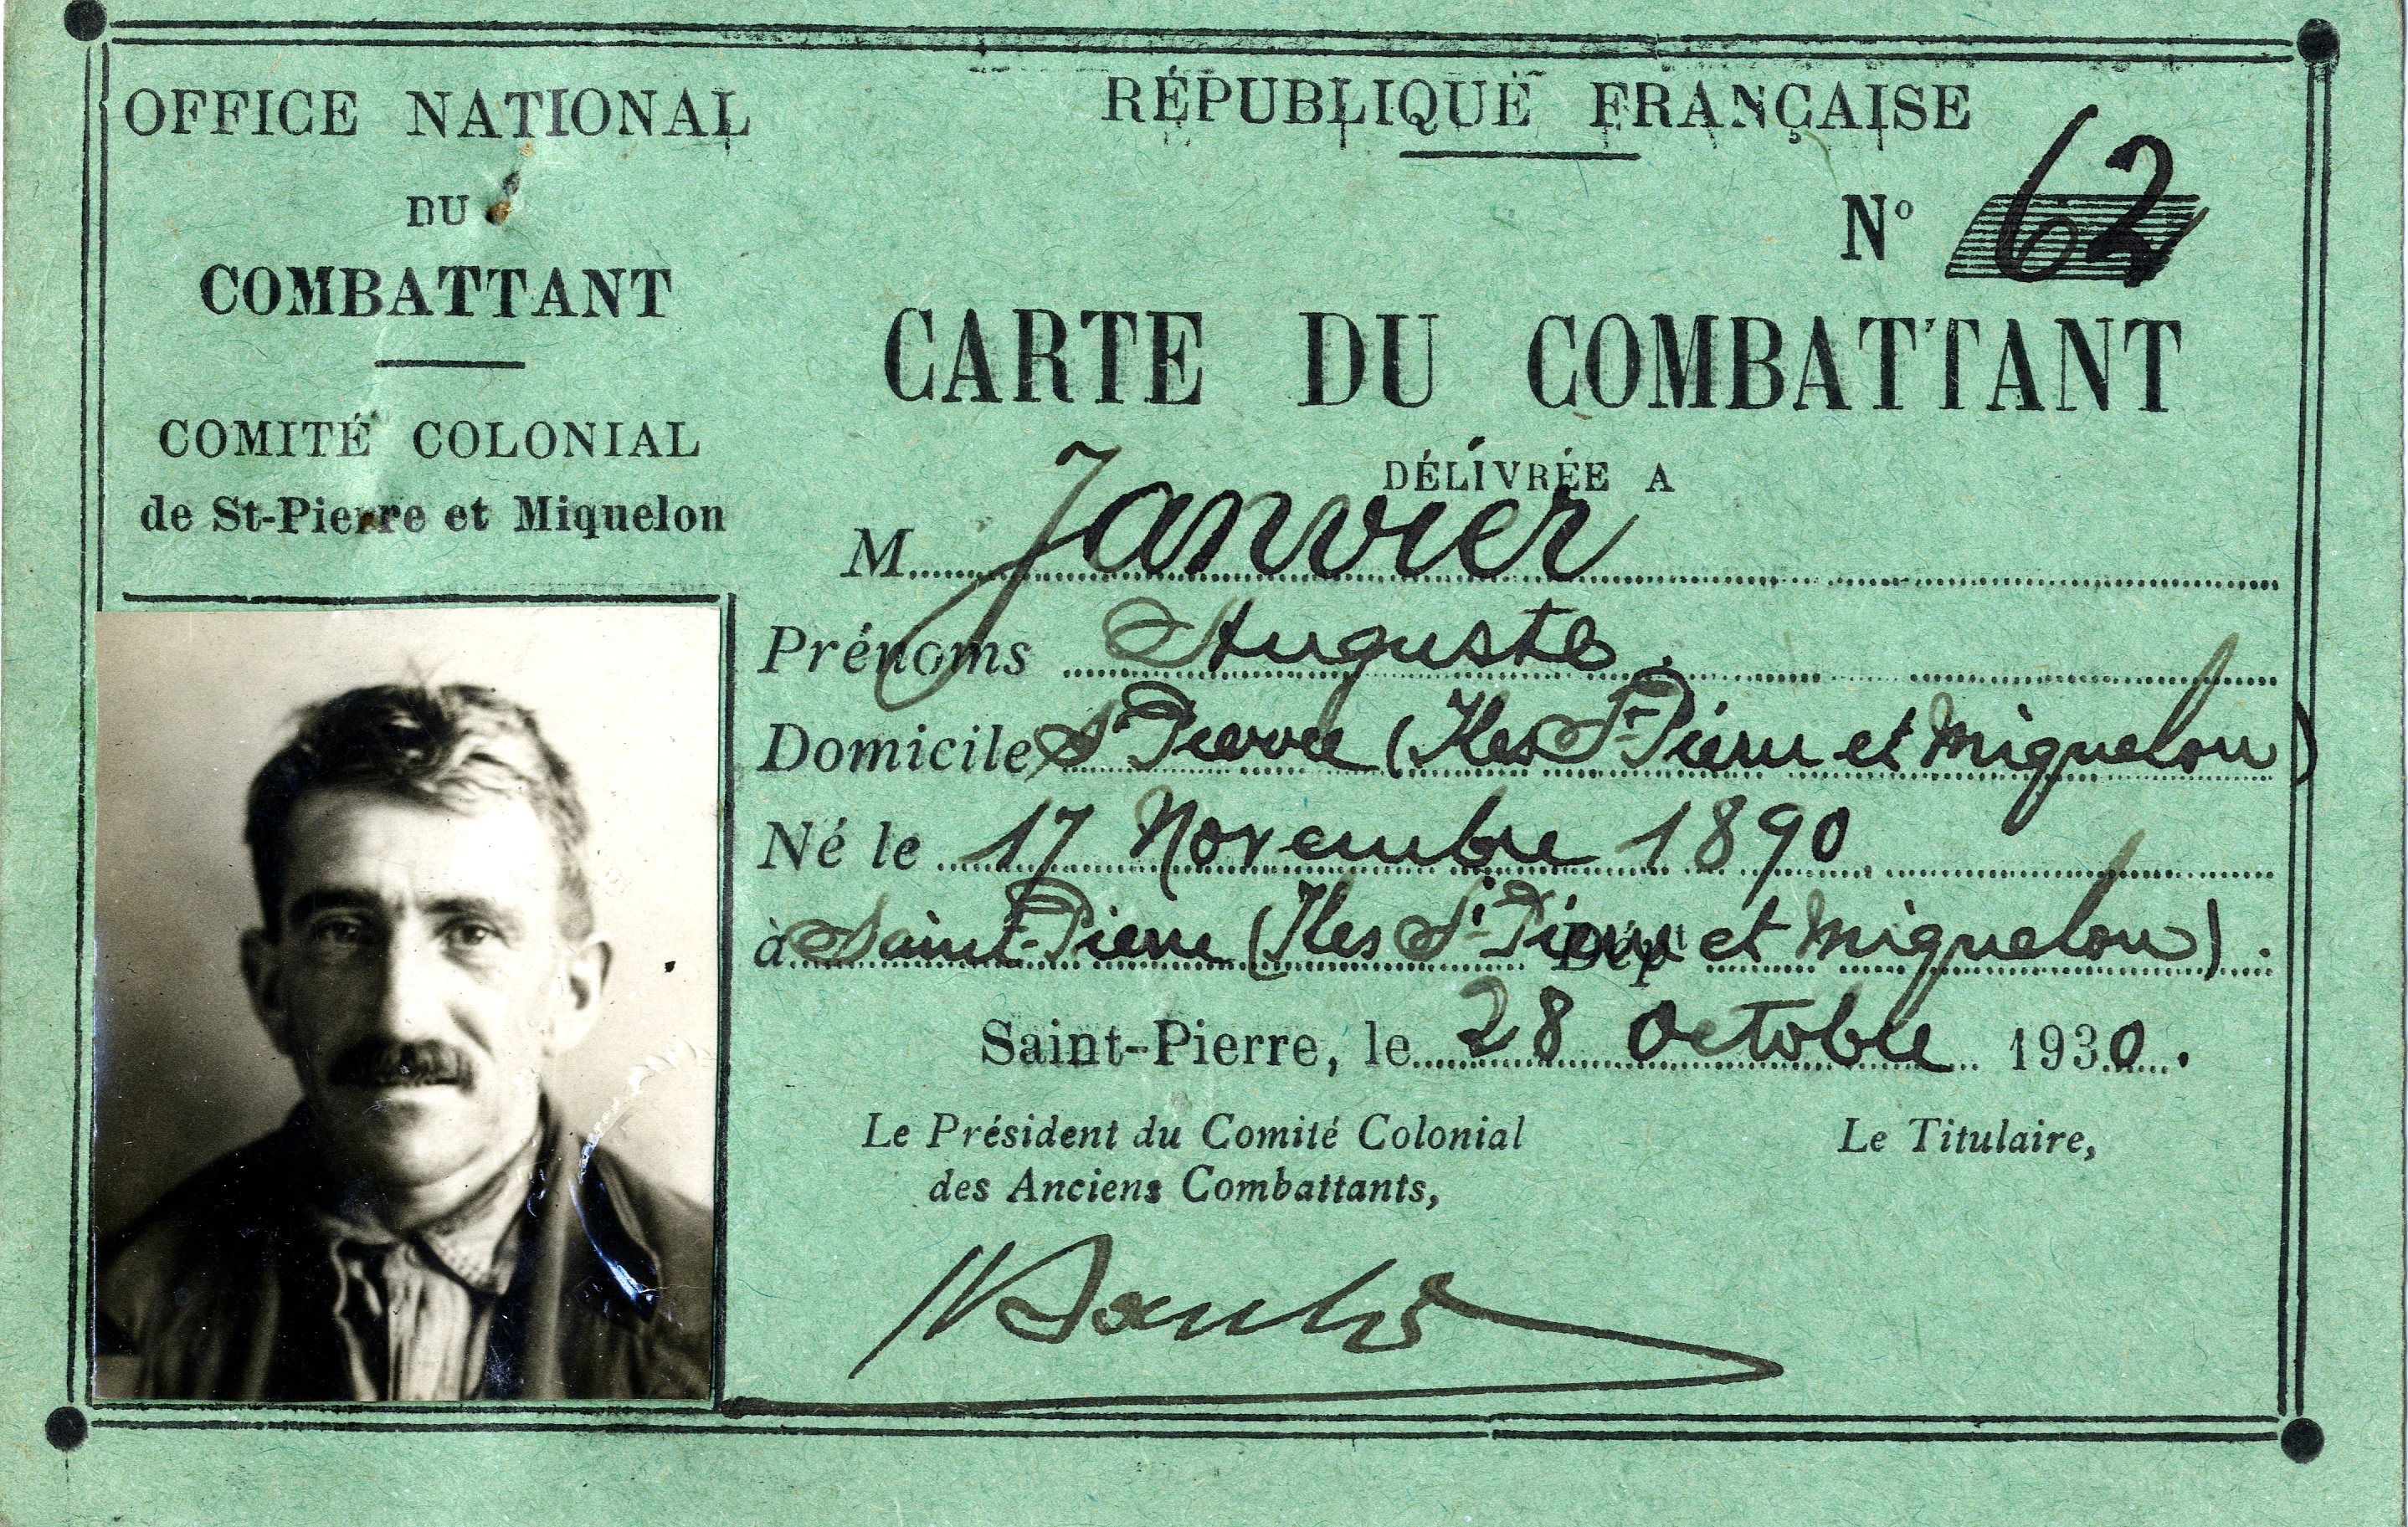 OFFICE NATIONAL
DU
COMBATTANT
COMITÉ COLONIAL
de St-Pierre et Miquelon
RÉPUBLIQUE FRANÇAISE
N° 62
CARTE DU COMBATTANT
DÉLIVRÉE A
M. Janvier
Prénoms Auguste.
Domicile St Pierre (Iles St Pierre et Miquelon)
Né le 17 Novembre 1890
à Saint-Pierre (Iles St Pierre Dépt et Miquelon).
Saint-Pierre, le 28 Octobre 1930.
Le Président du Comité Colonial
des Anciens Combattants,
Le Titulaire,